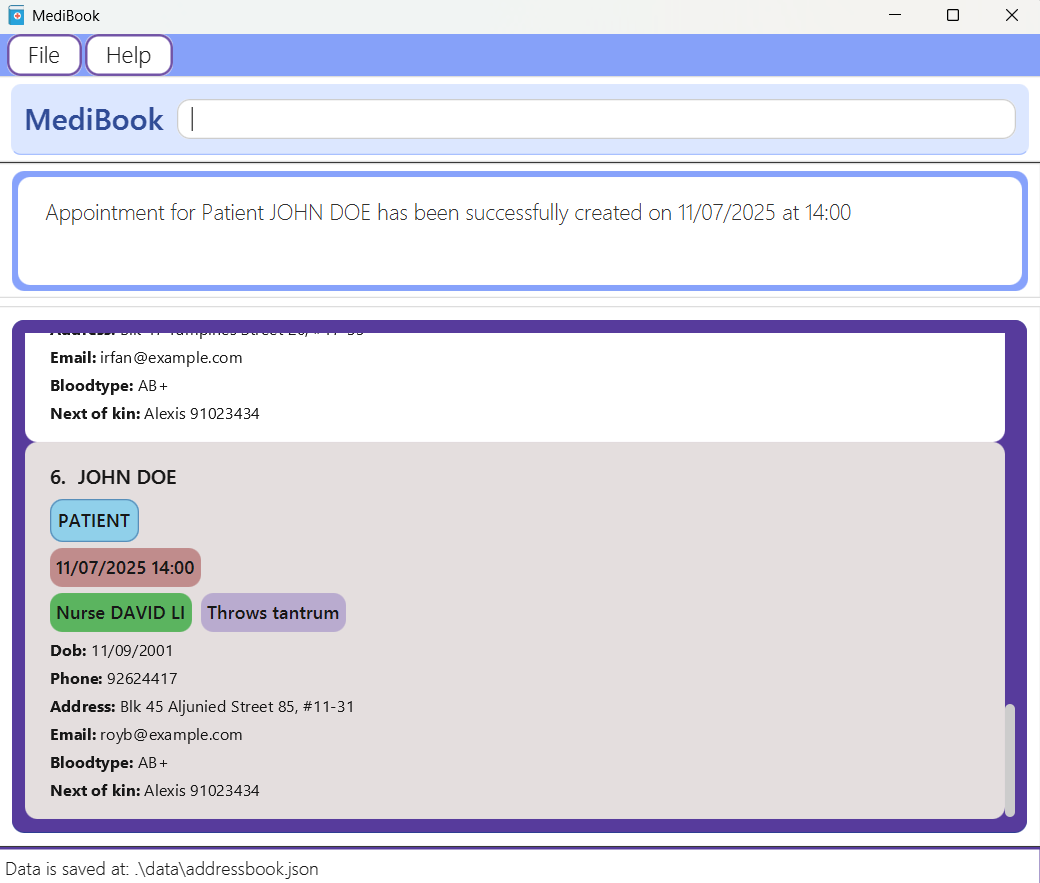 MediBook
File Help
MediBook
Appointment for Patient JOHN DOE has been successfully created on 11/07/2025 at 14:00
Email: irfan@example.com
Bloodtype: AB+
Next of kin: Alexis 91023434
6. JOHN DOE
PATIENT
11/07/2025 14:00
Nurse DAVID LI Throws tantrum
Dob: 11/09/2001
Phone: 92624417
Address: Blk 45 Aljunied Street 85, #11-31
Email: royb@example.com
Bloodtype: AB+
Next of kin: Alexis 91023434
Data is saved at: .\data\addressbook.json